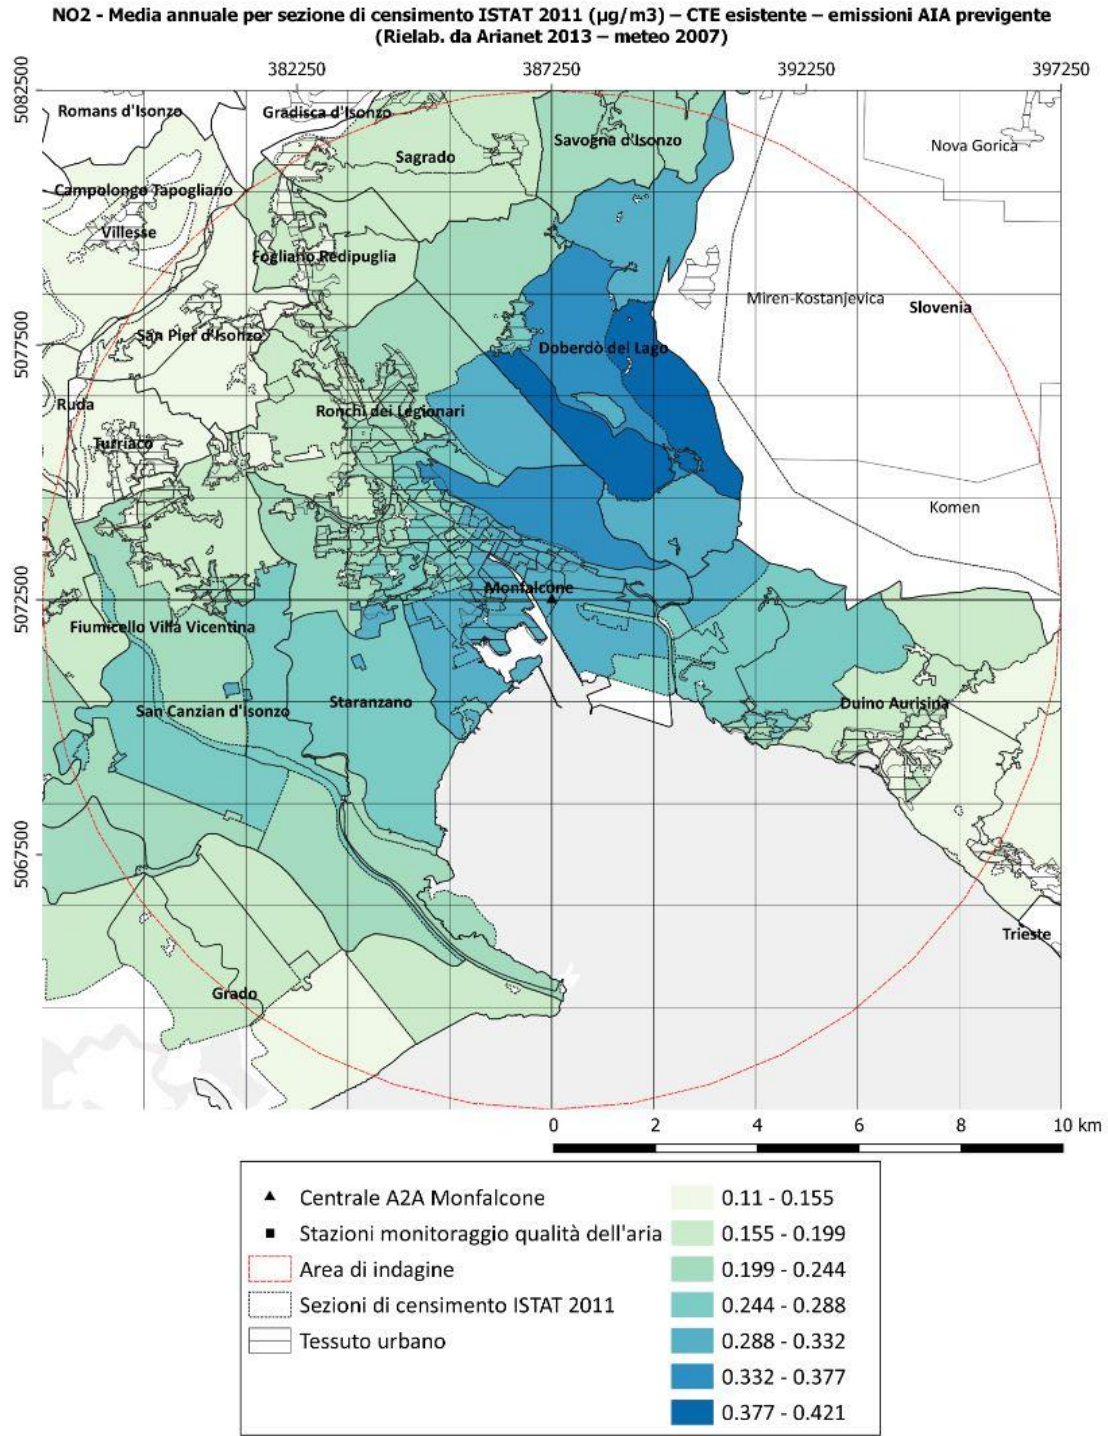 NO2 - Media annuale per sezione di censimento ISTAT 2011 (µg/m3) – CTE esistente – emissioni AIA previgente
(Rielab. da Arianet 2013 – meteo 2007)
382250 387250 392250 397250
5082500
5077500
5072500
5067500
Romans d'Isonzo
Gradisca d'Isonzo
Sagrado
Savogna d'Isonzo
Nova Gorica
Campolongo Tapogliano
Villesse
Fogliano Redipuglia
Miren-Kostanjevica
Slovenia
San Pier d'Isonzo
Doberdò del Lago
Ruda
Ronchi dei Legionari
Turriaco
Komen
Monfalcone
Fiumicello Villa Vicentina
San Canzian d'Isonzo
Staranzano
Duino Aurisina
Trieste
Grado
0 2 4 6 8 10 km
Centrale A2A Monfalcone
Stazioni monitoraggio qualità dell'aria
Area di indagine
Sezioni di censimento ISTAT 2011
Tessuto urbano
0.11 - 0.155
0.155 - 0.199
0.199 - 0.244
0.244 - 0.288
0.288 - 0.332
0.332 - 0.377
0.377 - 0.421